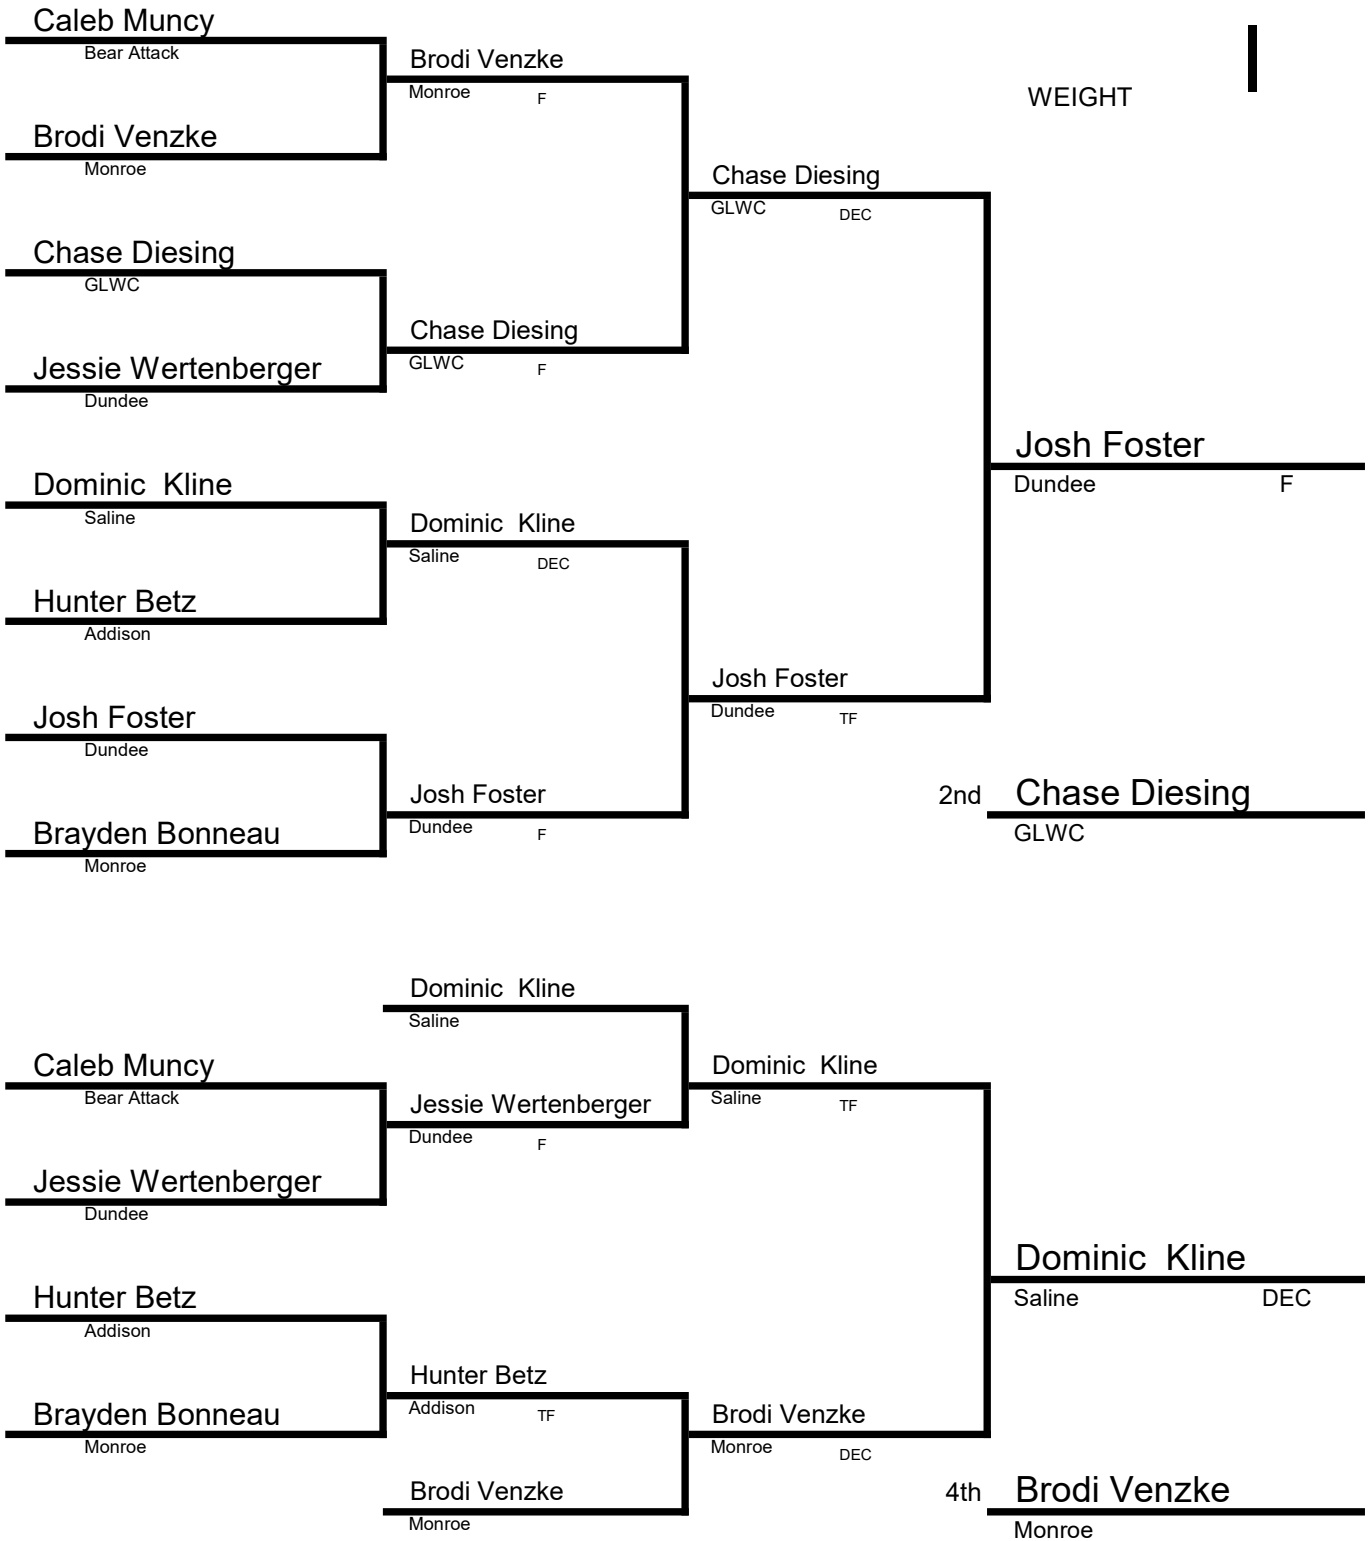 Caleb Muncy
Bear Attack
Brodi Venzke
Monroe F
WEIGHT
Brodi Venzke
Monroe
Chase Diesing
GLWC DEC
Chase Diesing
GLWC
Chase Diesing
GLWC F
Jessie Wertenberger
Dundee
Josh Foster
Dundee F
Dominic  Kline
Saline
Dominic  Kline
Saline DEC
Hunter Betz
Addison
Josh Foster
Dundee TF
Josh Foster
Dundee
Josh Foster
Dundee F
2nd Chase Diesing
GLWC
Brayden Bonneau
Monroe
Dominic  Kline
Saline
Caleb Muncy
Bear Attack
Dominic  Kline
Saline TF
Jessie Wertenberger
Dundee F
Jessie Wertenberger
Dundee
Dominic  Kline
Saline DEC
Hunter Betz
Addison
Hunter Betz
Addison TF
Brayden Bonneau
Monroe
Brodi Venzke
Monroe DEC
Brodi Venzke
Monroe
4th Brodi Venzke
Monroe